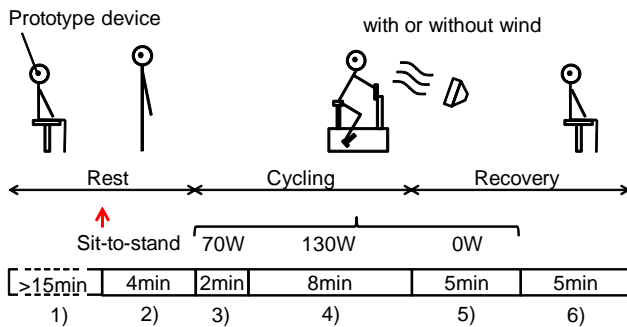 Prototype device
with or without wind
Rest Cycling Recovery
Sit-to-stand 70W 130W 0W
>15min 4min 2min 8min 5min 5min
1) 2) 3) 4) 5) 6)